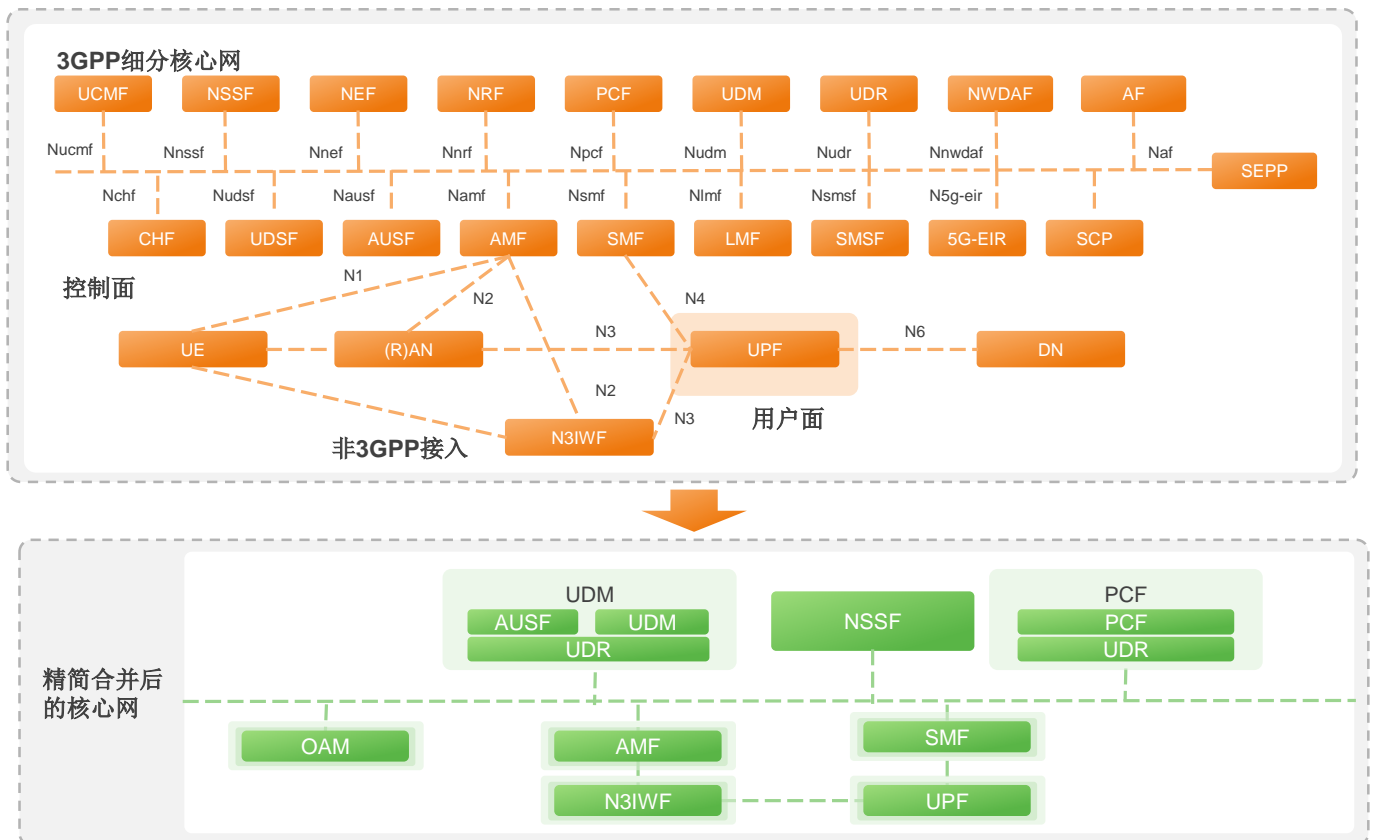 3GPP细分核心网
UCMF NSSF NEF NRF PCF UDM UDR NWDAF AF
Nucmf Nnssf Nnef Nnrf Npcf Nudm Nudr Nnwdaf Naf
SEPP
Nchf Nudsf Nausf Namf Nsmf Nlmf Nsmsf N5g-eir
CHF UDSF AUSF AMF SMF LMF SMSF 5G-EIR SCP
控制面
N1
N2 N4
N3 N6
UE (R)AN UPF DN
N2
N3 用户面
非3GPP接入 N3IWF
UDM PCF
AUSF UDM NSSF PCF
UDR UDR
精简合并后
的核心网
OAM AMF SMF
N3IWF UPF